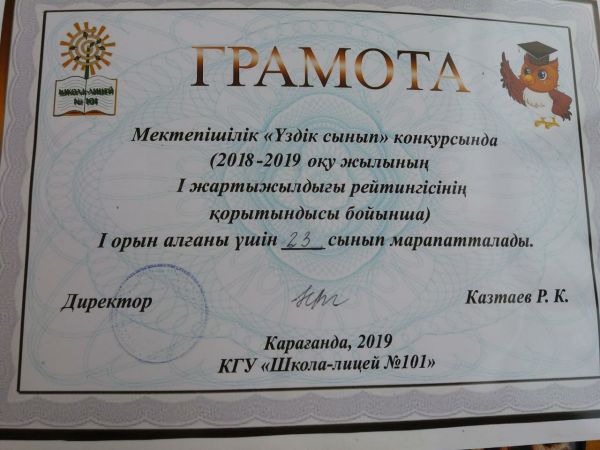 ГРАМОТА
ШКОЛА-ЛИЦЕЙ
№ 101
Мектепішілік «Үздік сынып» конкурсында
(2018-2019 оқу жылының
І жартыжылдығы рейтингісінің
қорытындысы бойынша)
І орын алғаны үшін 23 сынып марапатталады.
Директор Казтаев Р. К.
Караганда, 2019
КГУ «Школа-лицей №101»